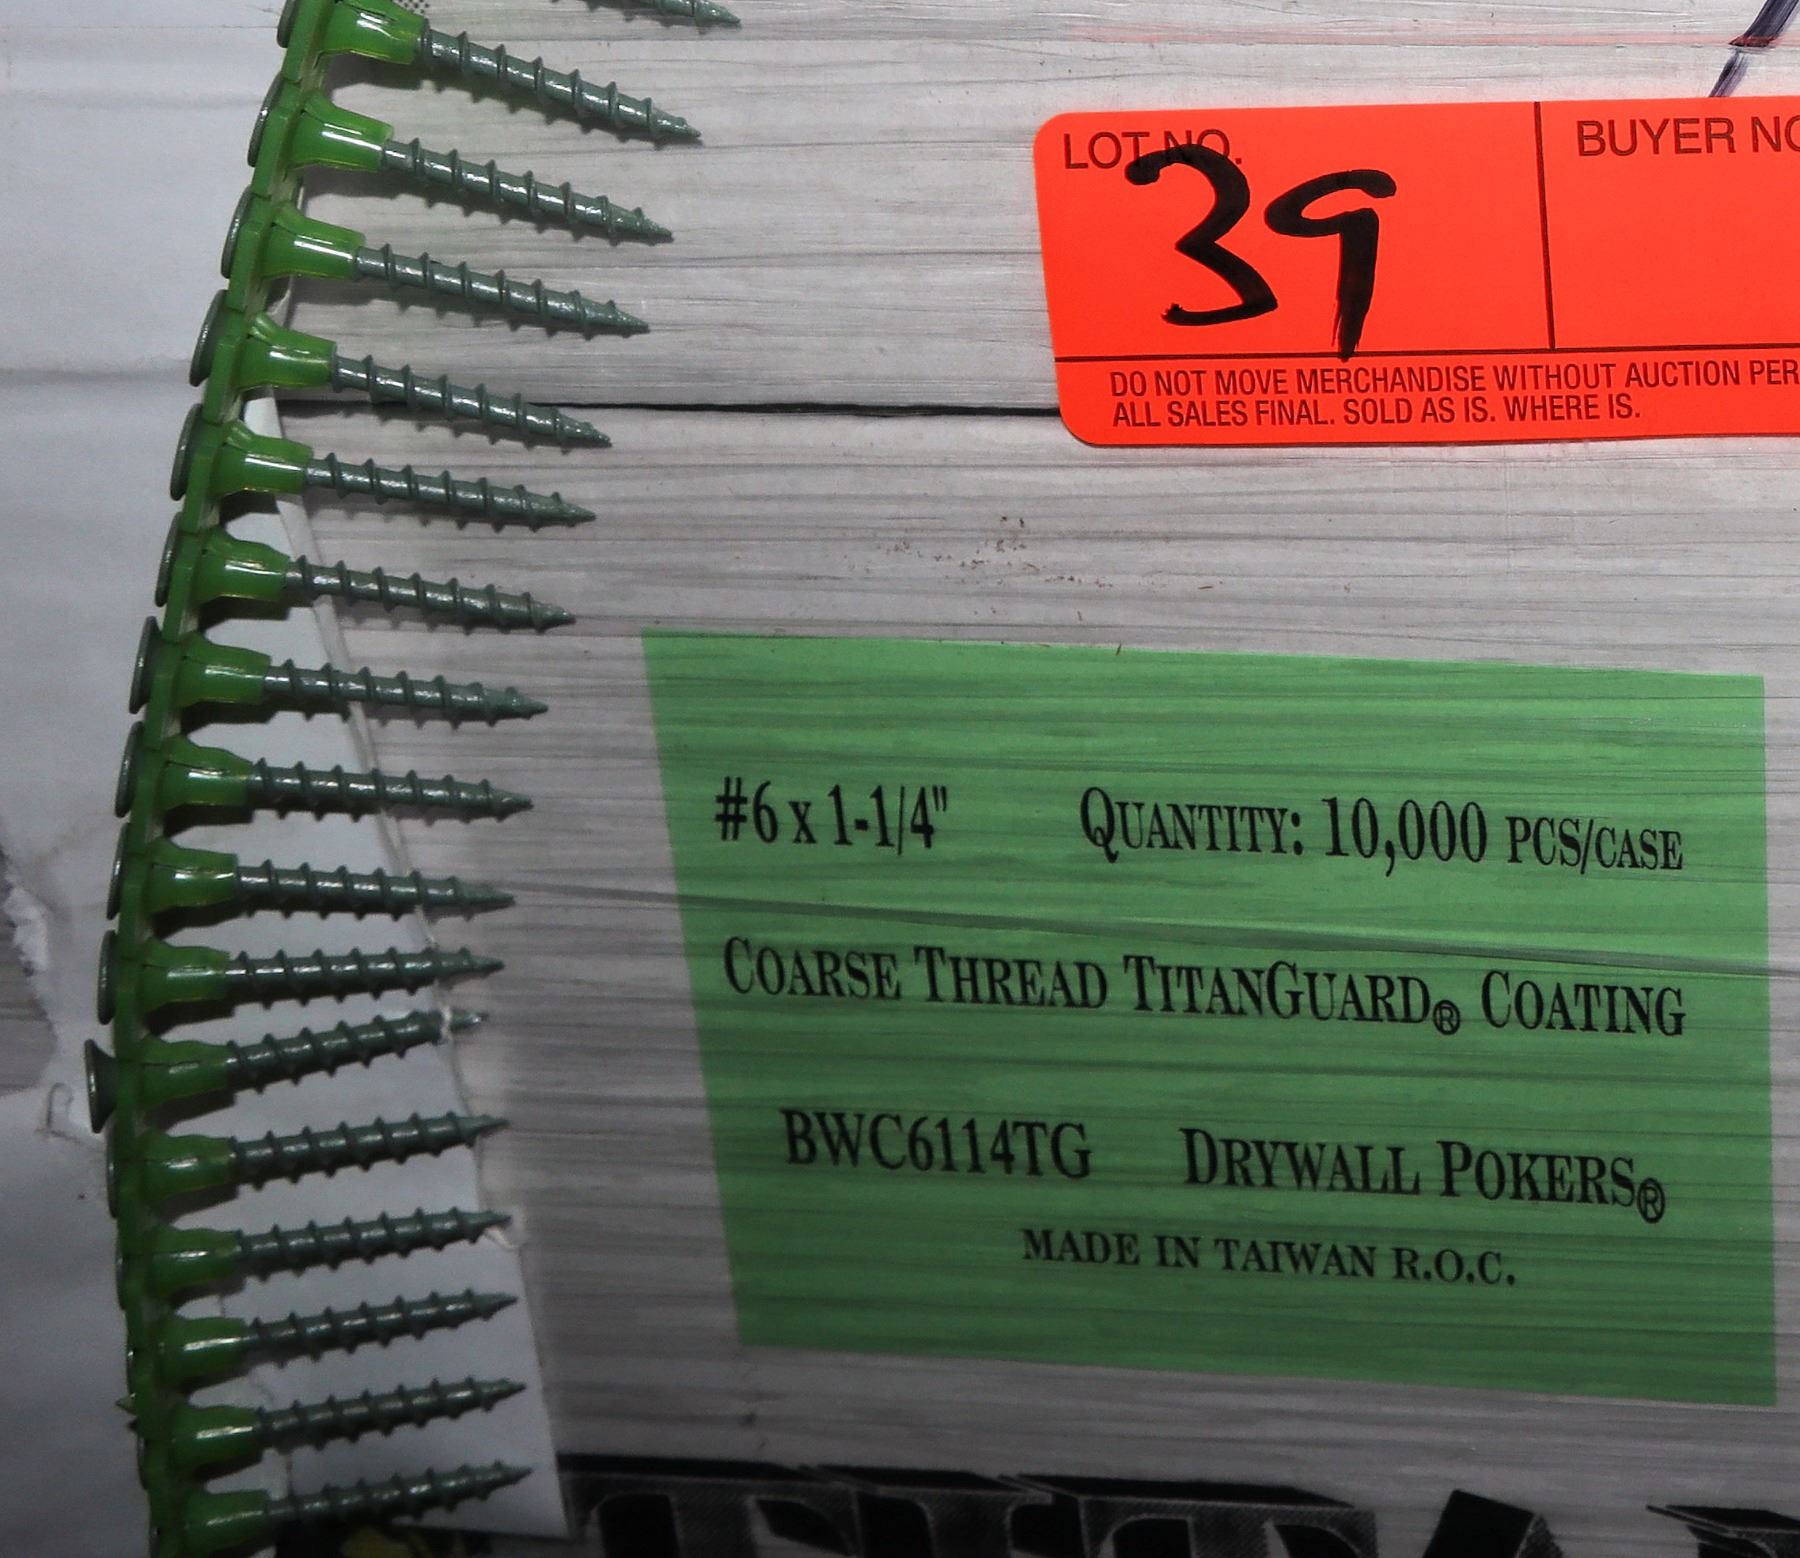 LOT NO.
BUYER NO
39
DO NOT MOVE MERCHANDISE WITHOUT AUCTION PER
ALL SALES FINAL. SOLD AS IS. WHERE IS.
#6 x 1-1/4" QUANTITY: 10,000 PCS/CASE
COARSE THREAD TITANGUARD® COATING
BWC6114TG DRYWALL POKERS®
MADE IN TAIWAN R.O.C.